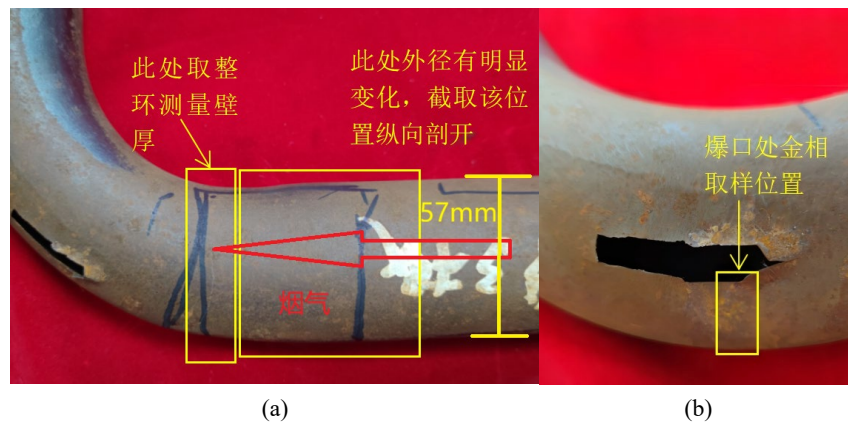 此处取整
环测量壁
厚
此处外径有明显
变化，截取该位
置纵向剖开
57mm
烟气
爆口处金相
取样位置
(a)
(b)